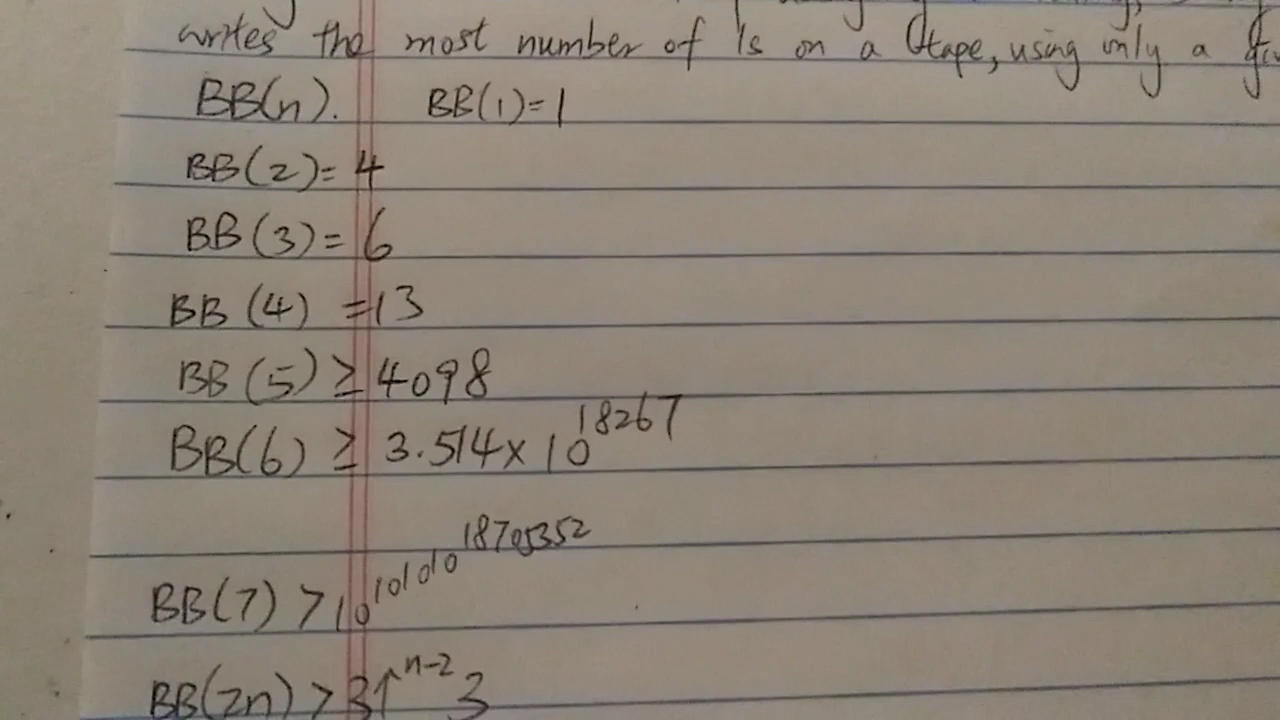 writes the most number of 1s on a tape, using only a
BB(n). BB(1)=1
BB(2)=4
BB(3)=6
BB(4)=13
BB(5)≥4098
BB(6)≥3.514×10^18267
BB(7)>10^10^10^10^18705352
BB(2n)>3↑^n-2 3